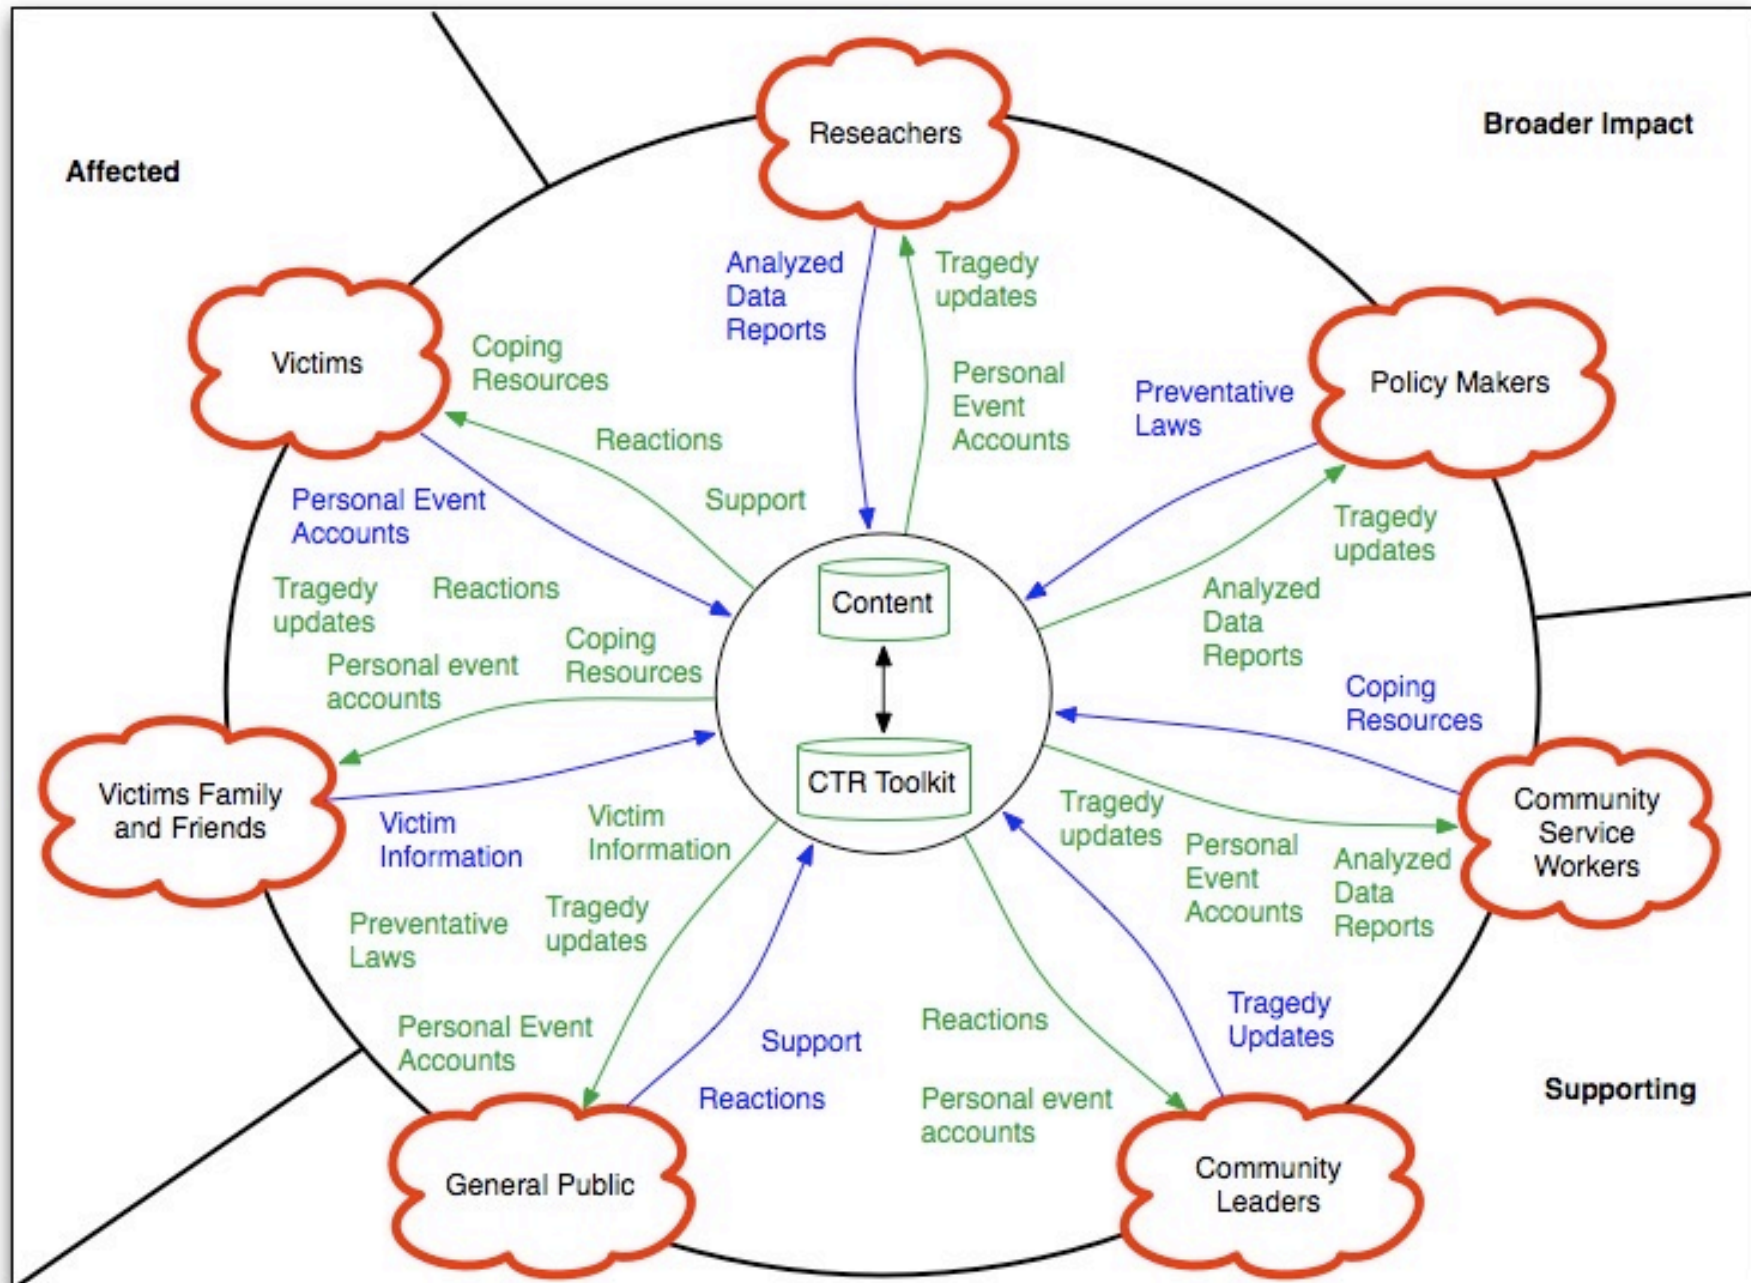 Reseachers
Broader Impact
Affected
Analyzed
Data
Reports
Tragedy
updates
Victims
Coping
Resources
Personal
Event
Accounts
Preventative
Laws
Policy Makers
Reactions
Support
Personal Event
Accounts
Tragedy
updates
Tragedy
updates
Reactions
Content
Analyzed
Data
Reports
Coping
Resources
Personal event
accounts
Coping
Resources
Victims Family
and Friends
CTR Toolkit
Community
Service
Workers
Victim
Information
Victim
Information
Tragedy
updates
Personal
Event
Accounts
Analyzed
Data
Reports
Preventative
Laws
Tragedy
updates
Personal Event
Accounts
Support
Reactions
Reactions
Tragedy
Updates
Personal event
accounts
Supporting
General Public
Community
Leaders